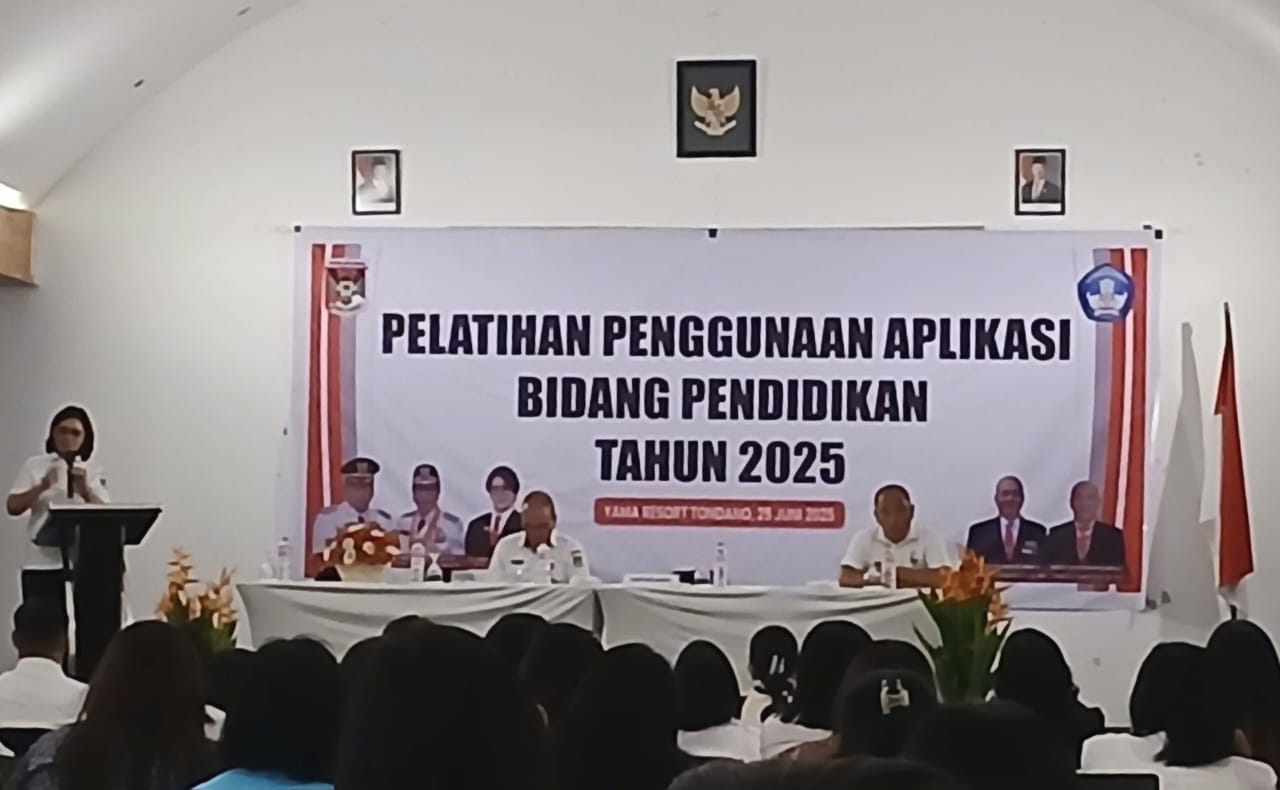 PELATIHAN PENGGUNAAN APLIKASI
BIDANG PENDIDIKAN
TAHUN 2025
YAMA RESORT TONDANO, 25 JUNI 2025